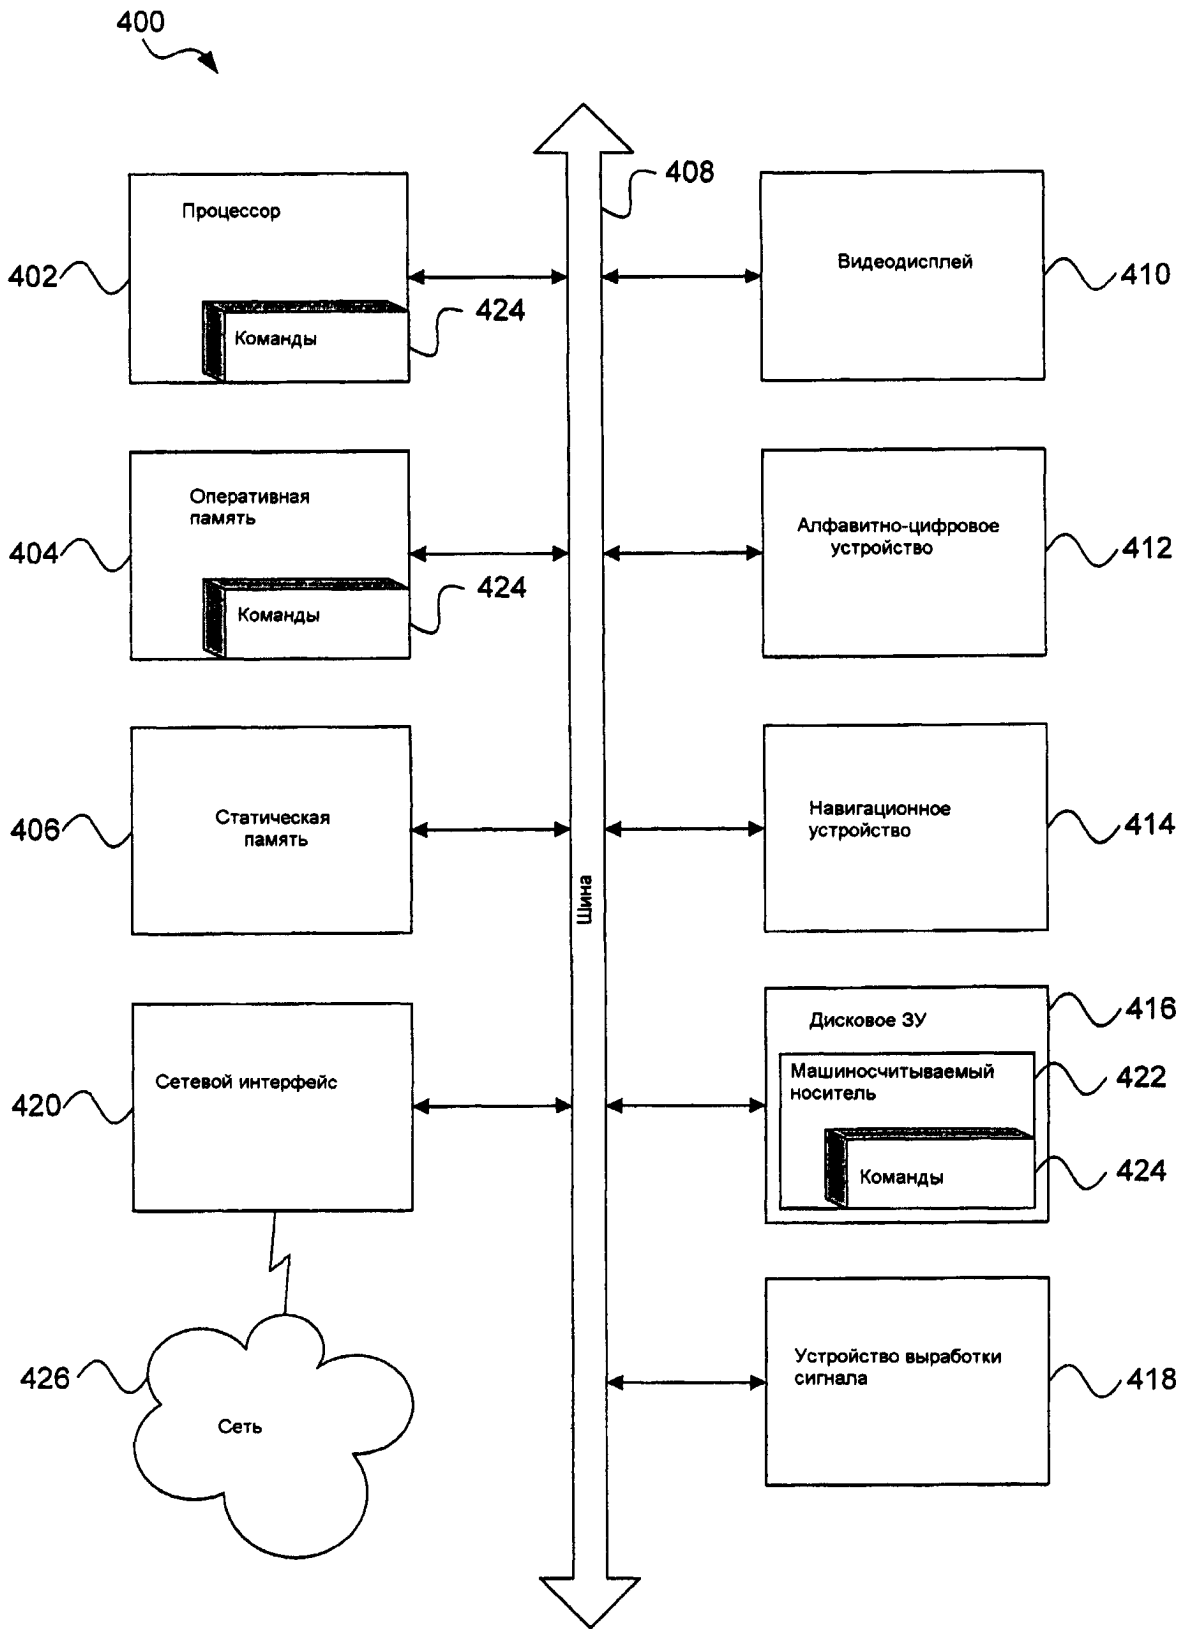 400
408
Процессор
402
424
Команды
Видеодисплей
410
Оперативная
память
404
424
Команды
Алфавитно-цифровое
устройство
412
Статическая
память
406
Навигационное
устройство
414
Шина
Сетевой интерфейс
420
Дисковое ЗУ
416
Машиносчитываемый
носитель
422
Команды
424
426
Сеть
Устройство выработки
сигнала
418